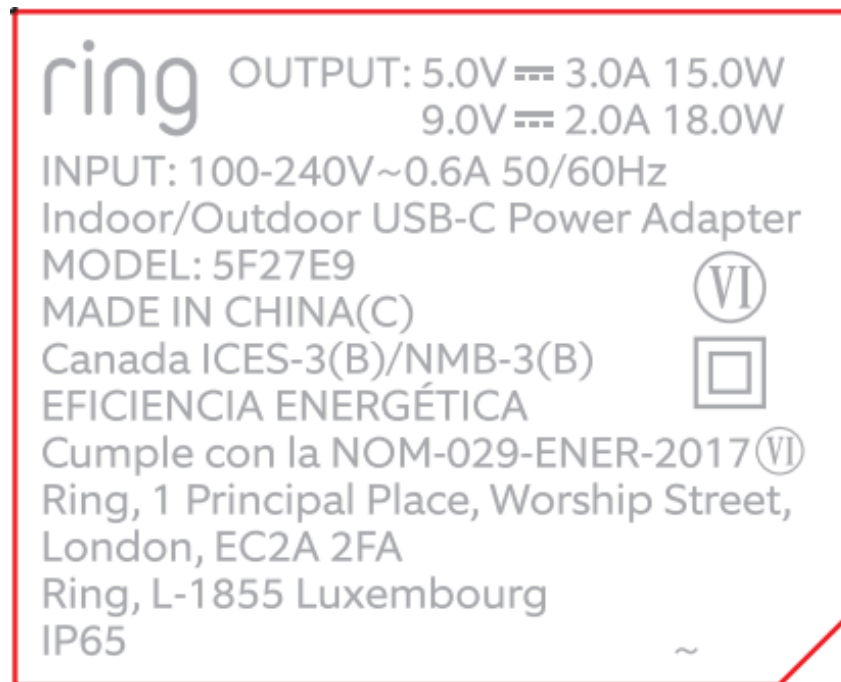 ring OUTPUT: 5.0V ⎓ 3.0A 15.0W
9.0V ⎓ 2.0A 18.0W
INPUT: 100-240V~0.6A 50/60Hz
Indoor/Outdoor USB-C Power Adapter
MODEL: 5F27E9
VI
MADE IN CHINA(C)
Canada ICES-3(B)/NMB-3(B)
EFICIENCIA ENERGÉTICA
Cumple con la NOM-029-ENER-2017 VI
Ring, 1 Principal Place, Worship Street,
London, EC2A 2FA
Ring, L-1855 Luxembourg
IP65 ~